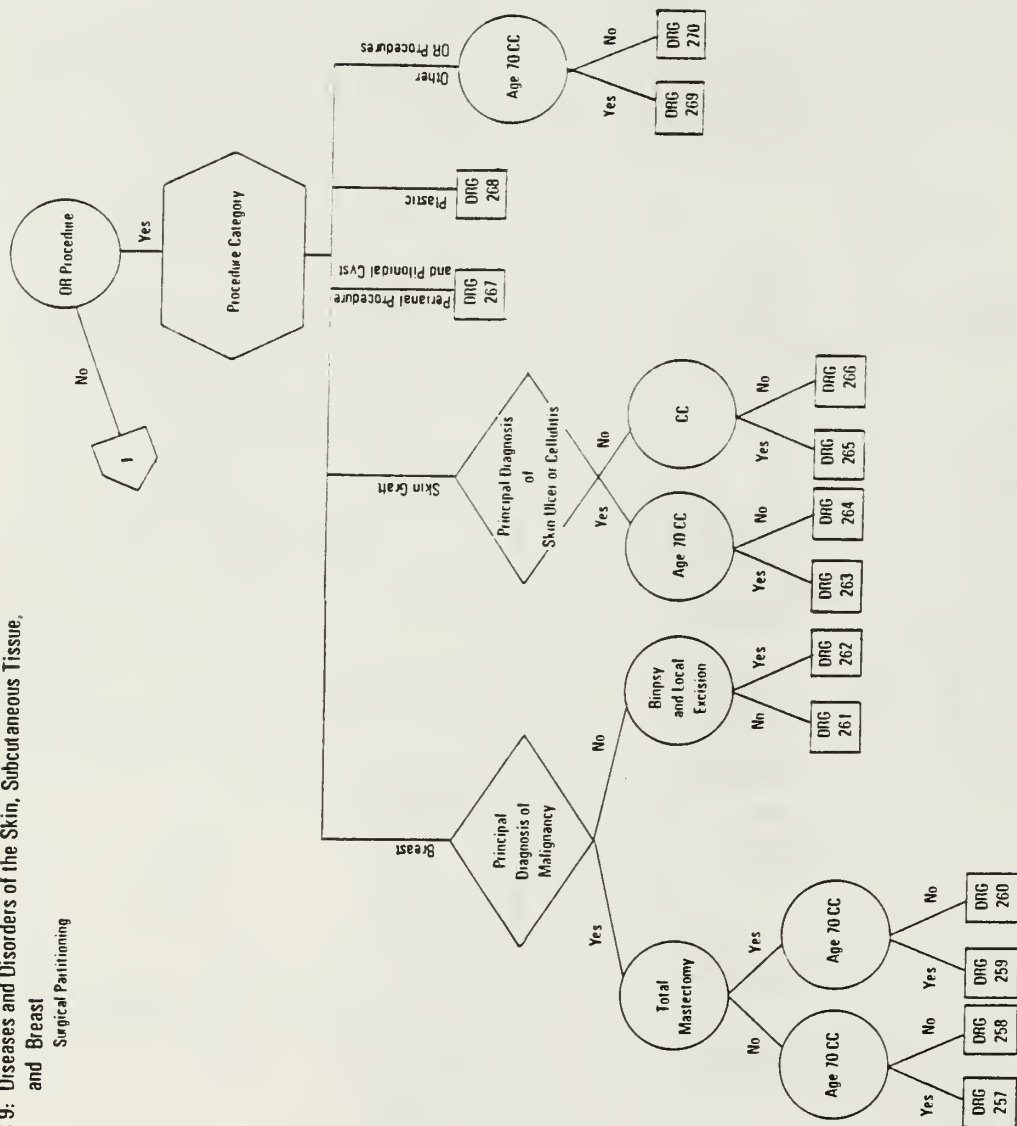 9: Diseases and Disorders of the Skin, Subcutaneous Tissue,
and Breast
Surgical Partitioning
OR Procedure
No
Yes
1
Procedure Category
Breast
Skin Graft
Perianal Procedure
and Pilonidal Cyst
Plastic
Other
OR Procedures
Principal
Diagnosis of
Malignancy
Principal Diagnosis
of
Skin Ulcer or Cellulitis
DRG
267
DRG
268
Age 70 CC
Yes
No
DRG
269
DRG
270
Yes
No
Yes
No
Total
Mastectomy
Biopsy
and Local
Excision
Age 70 CC
CC
No
Yes
No
Yes
Yes
No
Yes
No
Age 70 CC
Age 70 CC
DRG
261
DRG
262
DRG
263
DRG
264
DRG
265
DRG
266
Yes
No
Yes
No
DRG
257
DRG
258
DRG
259
DRG
260